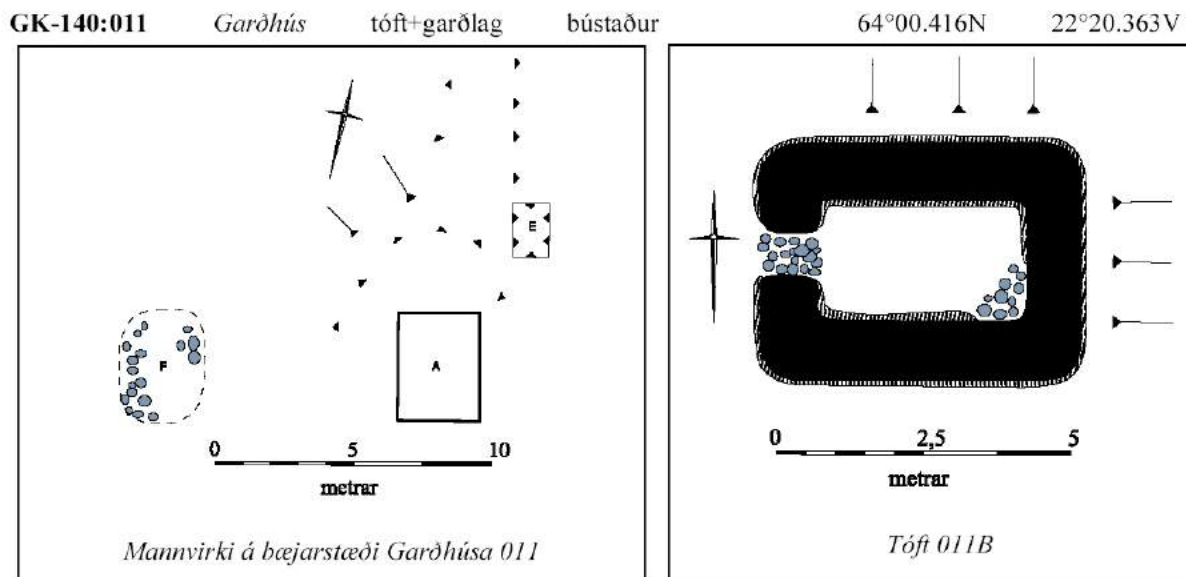 GK-140:011 Garðhús tóft+garðlag bústaður 64°00.416N 22°20.363V
E
F
A
0 5 10
metrar
Mannvirki á bæjarstæði Garðhúsa 011
0 2,5 5
metrar
Tóft 011B